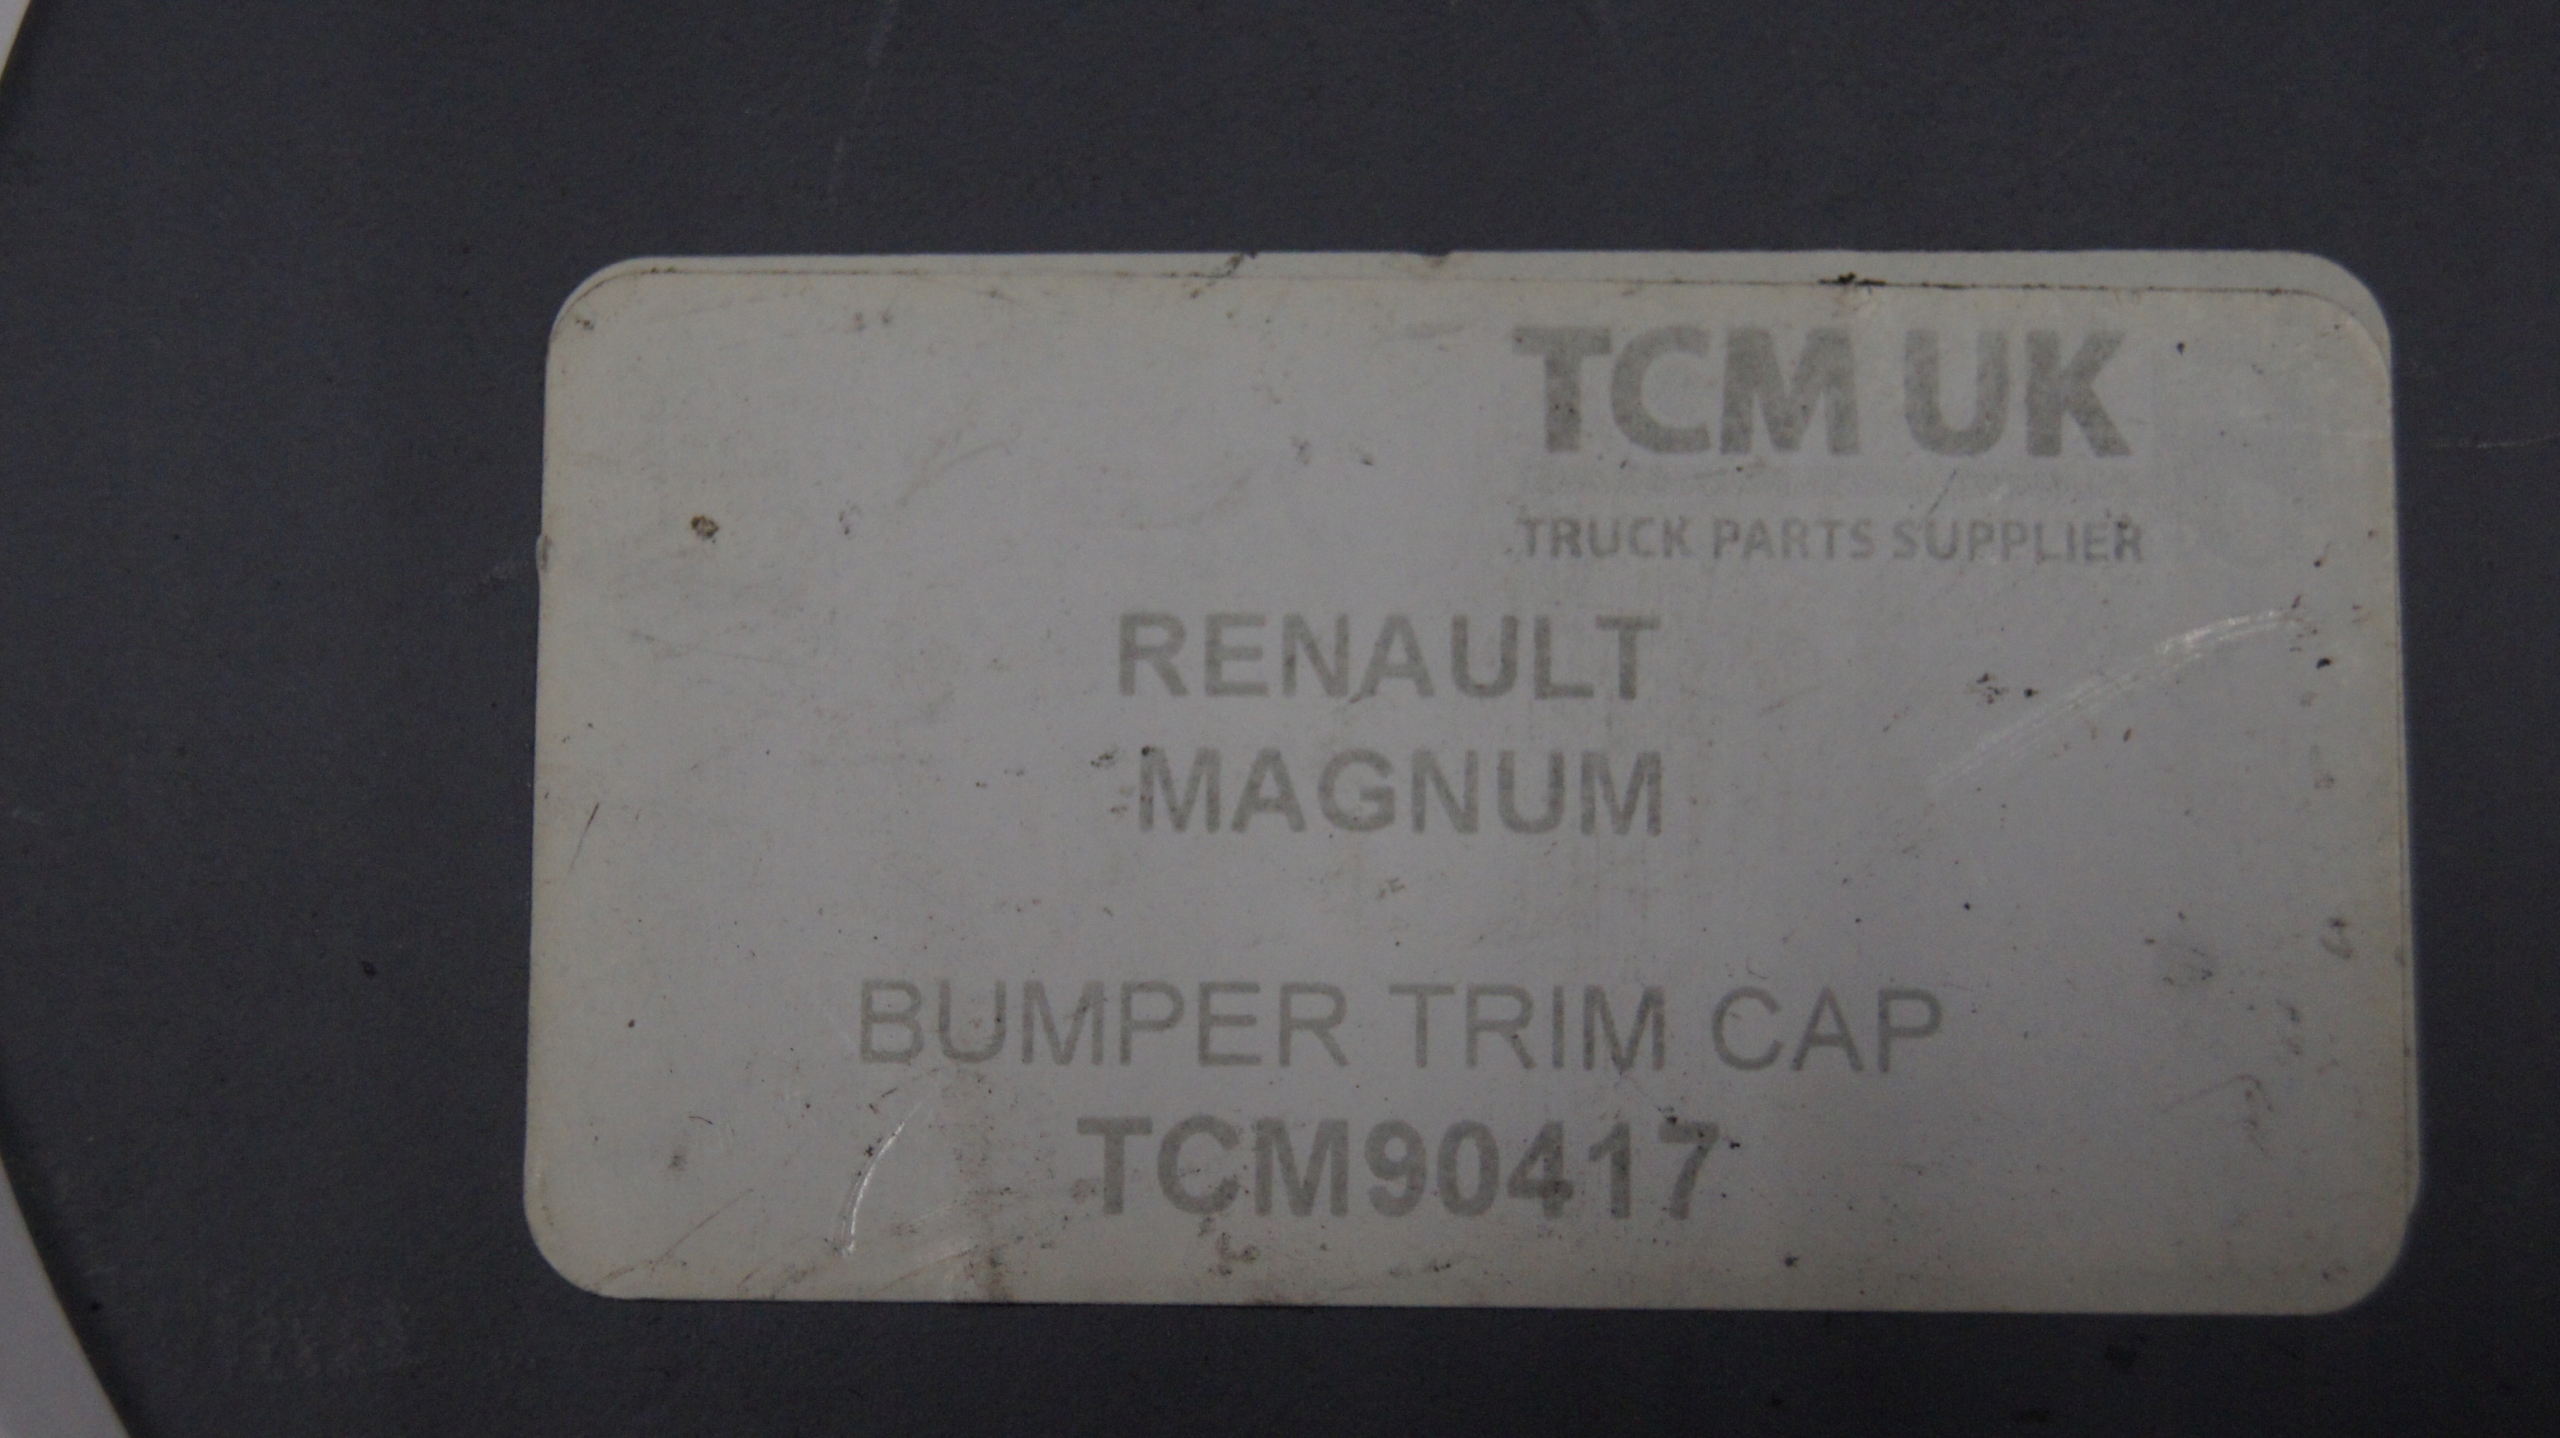 TCM UK
TRUCK PARTS SUPPLIER
RENAULT
MAGNUM
BUMPER TRIM CAP
TCM90417